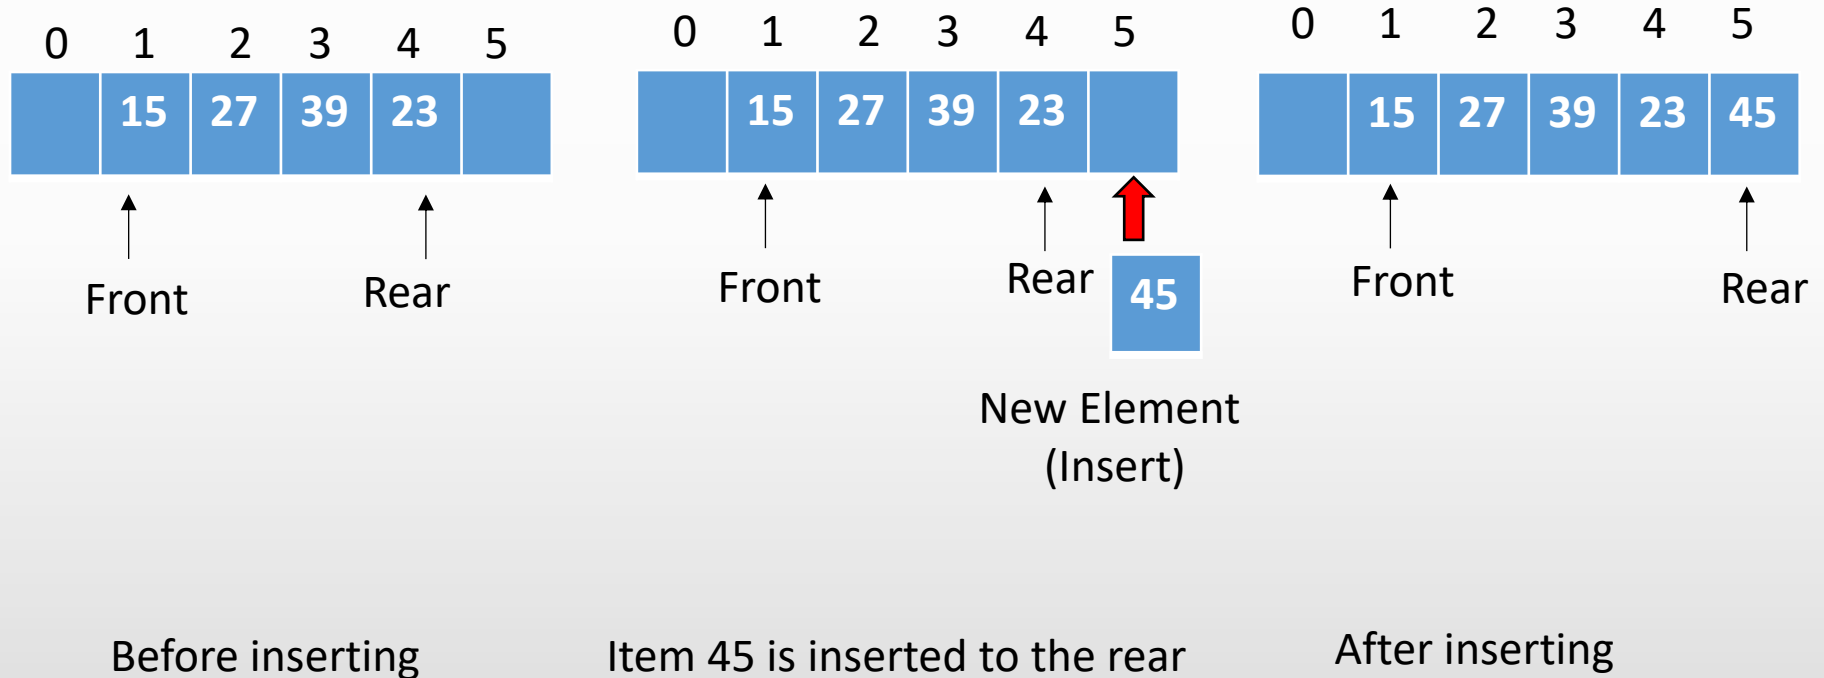 0 1 2 3 4 5
15 27 39 23
Front
Rear
Before inserting
0 1 2 3 4 5
15 27 39 23
Front
Rear
45
New Element
(Insert)
Item 45 is inserted to the rear
0 1 2 3 4 5
15 27 39 23 45
Front
Rear
After inserting